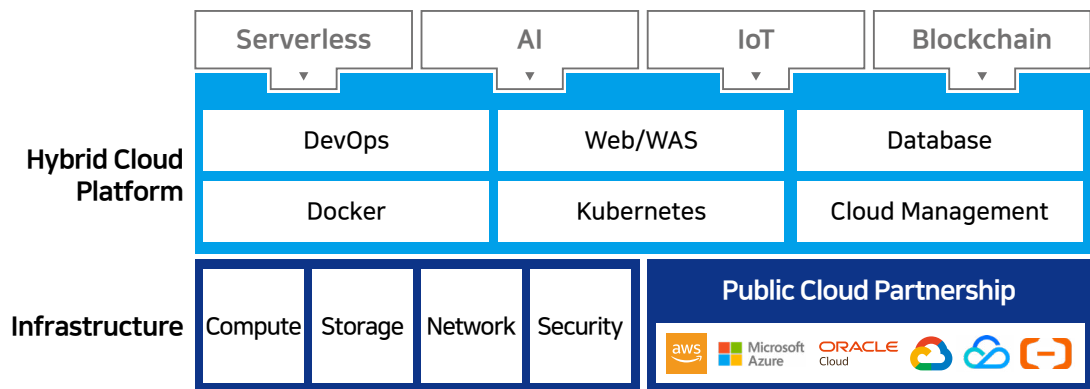 Serverless
AI
IoT
Blockchain
Hybrid Cloud
Platform
DevOps
Web/WAS
Database
Docker
Kubernetes
Cloud Management
Infrastructure
Compute
Storage
Network
Security
Public Cloud Partnership
aws
Microsoft
Azure
ORACLE
Cloud